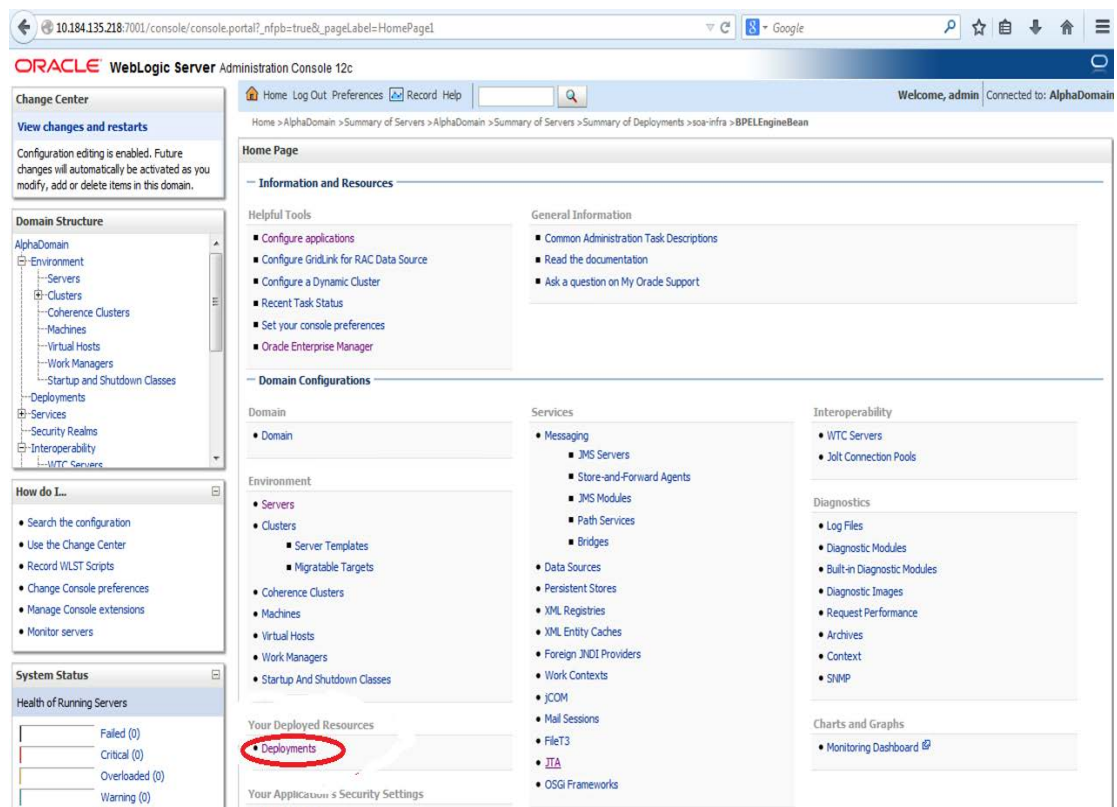 10.184.135.218:7001/console/console.portal?_nfpb=true&_pageLabel=HomePage1
Google
ORACLE WebLogic Server Administration Console 12c
Change Center
View changes and restarts
Configuration editing is enabled. Future
changes will automatically be activated as you
modify, add or delete items in this domain.
Domain Structure
AlphaDomain
Environment
Servers
Clusters
Coherence Clusters
Machines
Virtual Hosts
Work Managers
Startup and Shutdown Classes
Deployments
Services
Security Realms
Interoperability
WTC Servers
How do I...
Search the configuration
Use the Change Center
Record WLST Scripts
Change Console preferences
Manage Console extensions
Monitor servers
System Status
Health of Running Servers
Failed (0)
Critical (0)
Overloaded (0)
Warning (0)
Home Log Out Preferences Record Help
Welcome, admin Connected to: AlphaDomain
Home >AlphaDomain >Summary of Servers >AlphaDomain >Summary of Servers >Summary of Deployments >soa-infra >BPELEngineBean
Home Page
Information and Resources
Helpful Tools
Configure applications
Configure GridLink for RAC Data Source
Configure a Dynamic Cluster
Recent Task Status
Set your console preferences
Oracle Enterprise Manager
General Information
Common Administration Task Descriptions
Read the documentation
Ask a question on My Oracle Support
Domain Configurations
Domain
Domain
Environment
Servers
Clusters
Server Templates
Migratable Targets
Coherence Clusters
Machines
Virtual Hosts
Work Managers
Startup And Shutdown Classes
Your Deployed Resources
Deployments
Your Application's Security Settings
Services
Messaging
JMS Servers
Store-and-Forward Agents
JMS Modules
Path Services
Bridges
Data Sources
Persistent Stores
XML Registries
XML Entity Caches
Foreign JNDI Providers
Work Contexts
jCOM
Mail Sessions
FileT3
JTA
OSGi Frameworks
Interoperability
WTC Servers
Jolt Connection Pools
Diagnostics
Log Files
Diagnostic Modules
Built-in Diagnostic Modules
Diagnostic Images
Request Performance
Archives
Context
SNMP
Charts and Graphs
Monitoring Dashboard